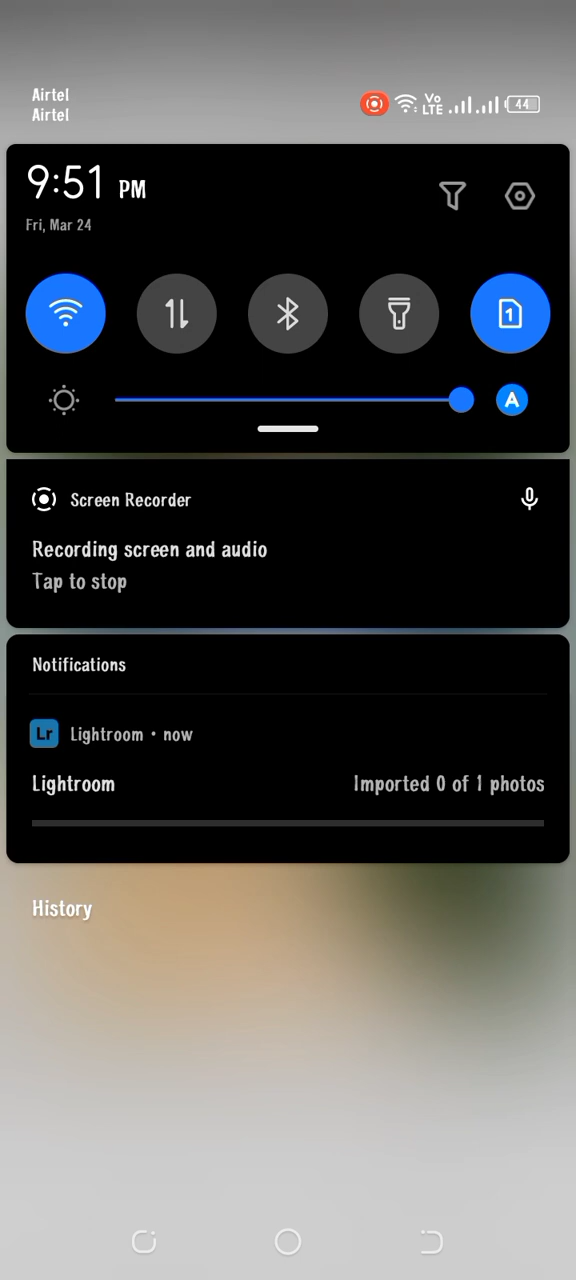 Airtel
Airtel
Vo
LTE
44
9:51 PM
Fri, Mar 24
1
A
Screen Recorder
Recording screen and audio
Tap to stop
Notifications
Lr Lightroom • now
Lightroom Imported 0 of 1 photos
History